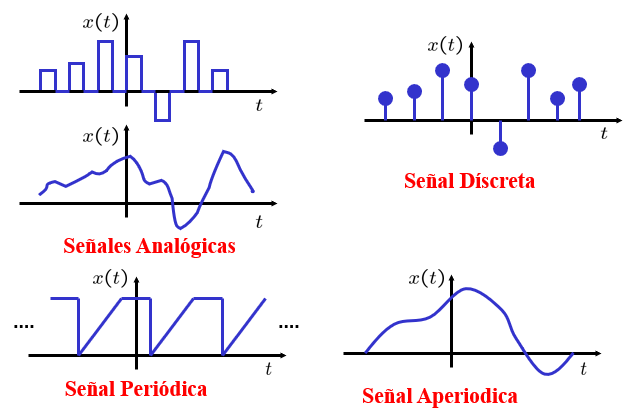 x(t)
t
x(t)
t
Señales Analógicas
x(t)
t
Señal Díscreta
x(t)
....
....
t
Señal Periódica
x(t)
t
Señal Aperiodica